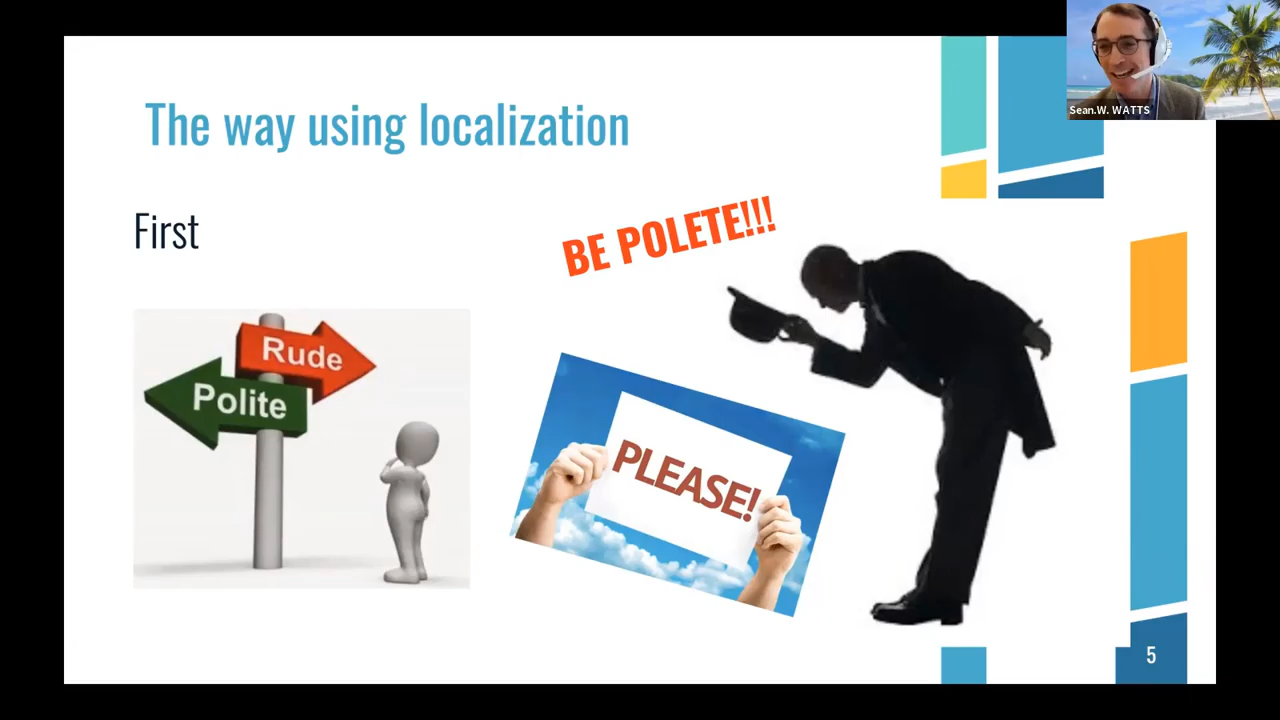 The way using localization
Sean.W. WATTS
First
BE POLETE!!!
Rude
Polite
PLEASE!
5